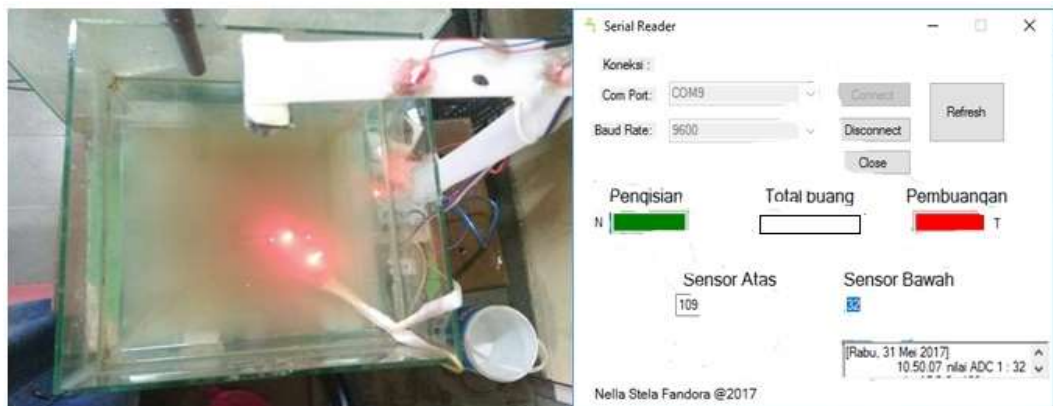 Serial Reader
Koneksi :
Com Port: COM9 Connect Refresh
Baud Rate: 9600 Disconnect
Close
Pengisian Total buang Pembuangan
N T
Sensor Atas Sensor Bawah
109 32
[Rabu, 31 Mei 2017]
10.50.07 nilai ADC 1 : 32
Nella Stela Fandora @2017